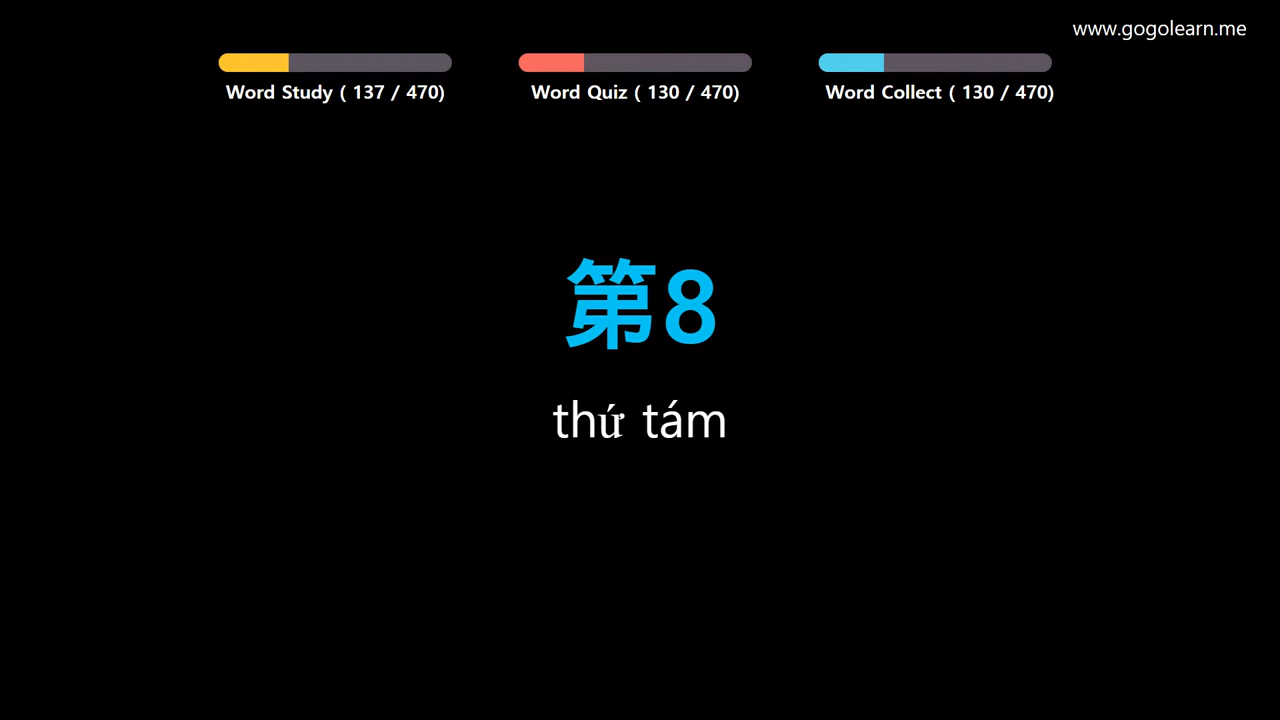 www.gogolearn.me
Word Study ( 137 / 470)
Word Quiz ( 130 / 470)
Word Collect ( 130 / 470)
第8
thứ tám